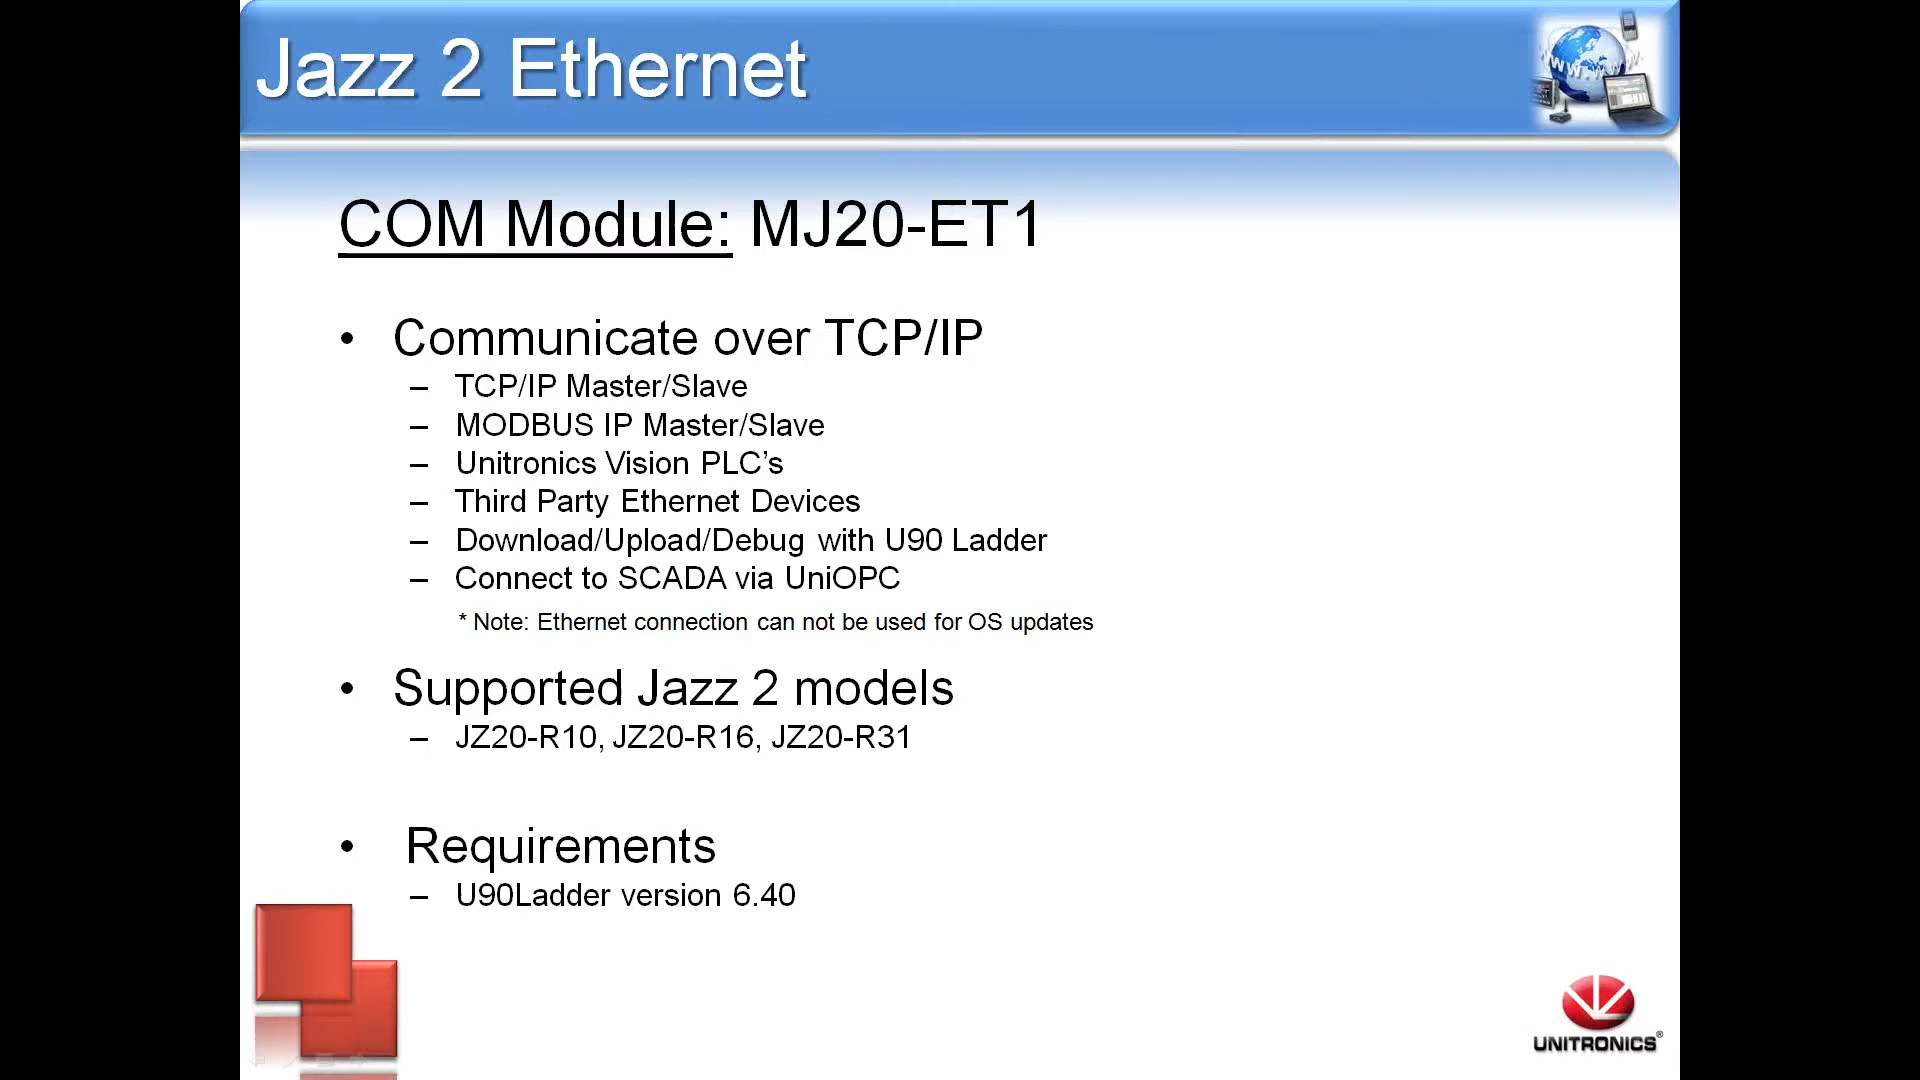 Jazz 2 Ethernet
COM Module: MJ20-ET1
• Communicate over TCP/IP
– TCP/IP Master/Slave
– MODBUS IP Master/Slave
– Unitronics Vision PLC’s
– Third Party Ethernet Devices
– Download/Upload/Debug with U90 Ladder
– Connect to SCADA via UniOPC
* Note: Ethernet connection can not be used for OS updates
• Supported Jazz 2 models
– JZ20-R10, JZ20-R16, JZ20-R31
• Requirements
– U90Ladder version 6.40
UNITRONICS®